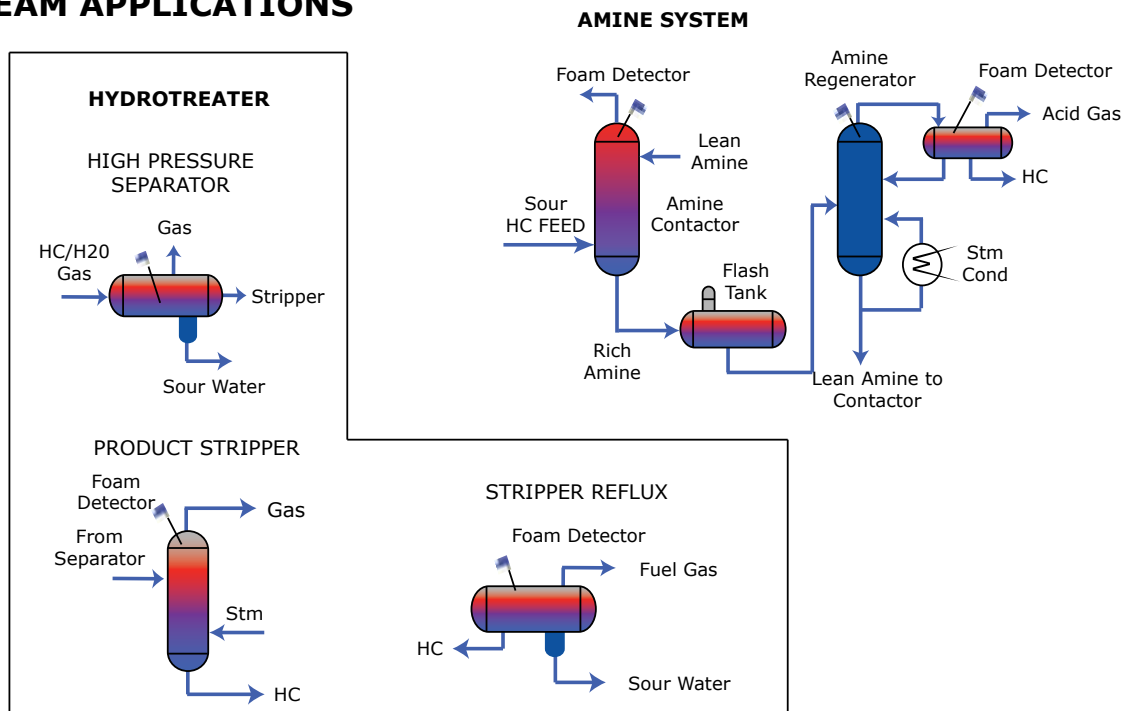 EAM APPLICATIONS
AMINE SYSTEM
HYDROTREATER
HIGH PRESSURE
SEPARATOR
Gas
HC/H20
Gas
Stripper
Sour Water
PRODUCT STRIPPER
Foam
Detector
Gas
From
Separator
Stm
HC
STRIPPER REFLUX
Foam Detector
Fuel Gas
HC
Sour Water
Foam Detector
Lean
Amine
Sour
HC FEED
Amine
Contactor
Flash
Tank
Rich
Amine
Amine
Regenerator
Foam Detector
Acid Gas
HC
Stm
Cond
Lean Amine to
Contactor